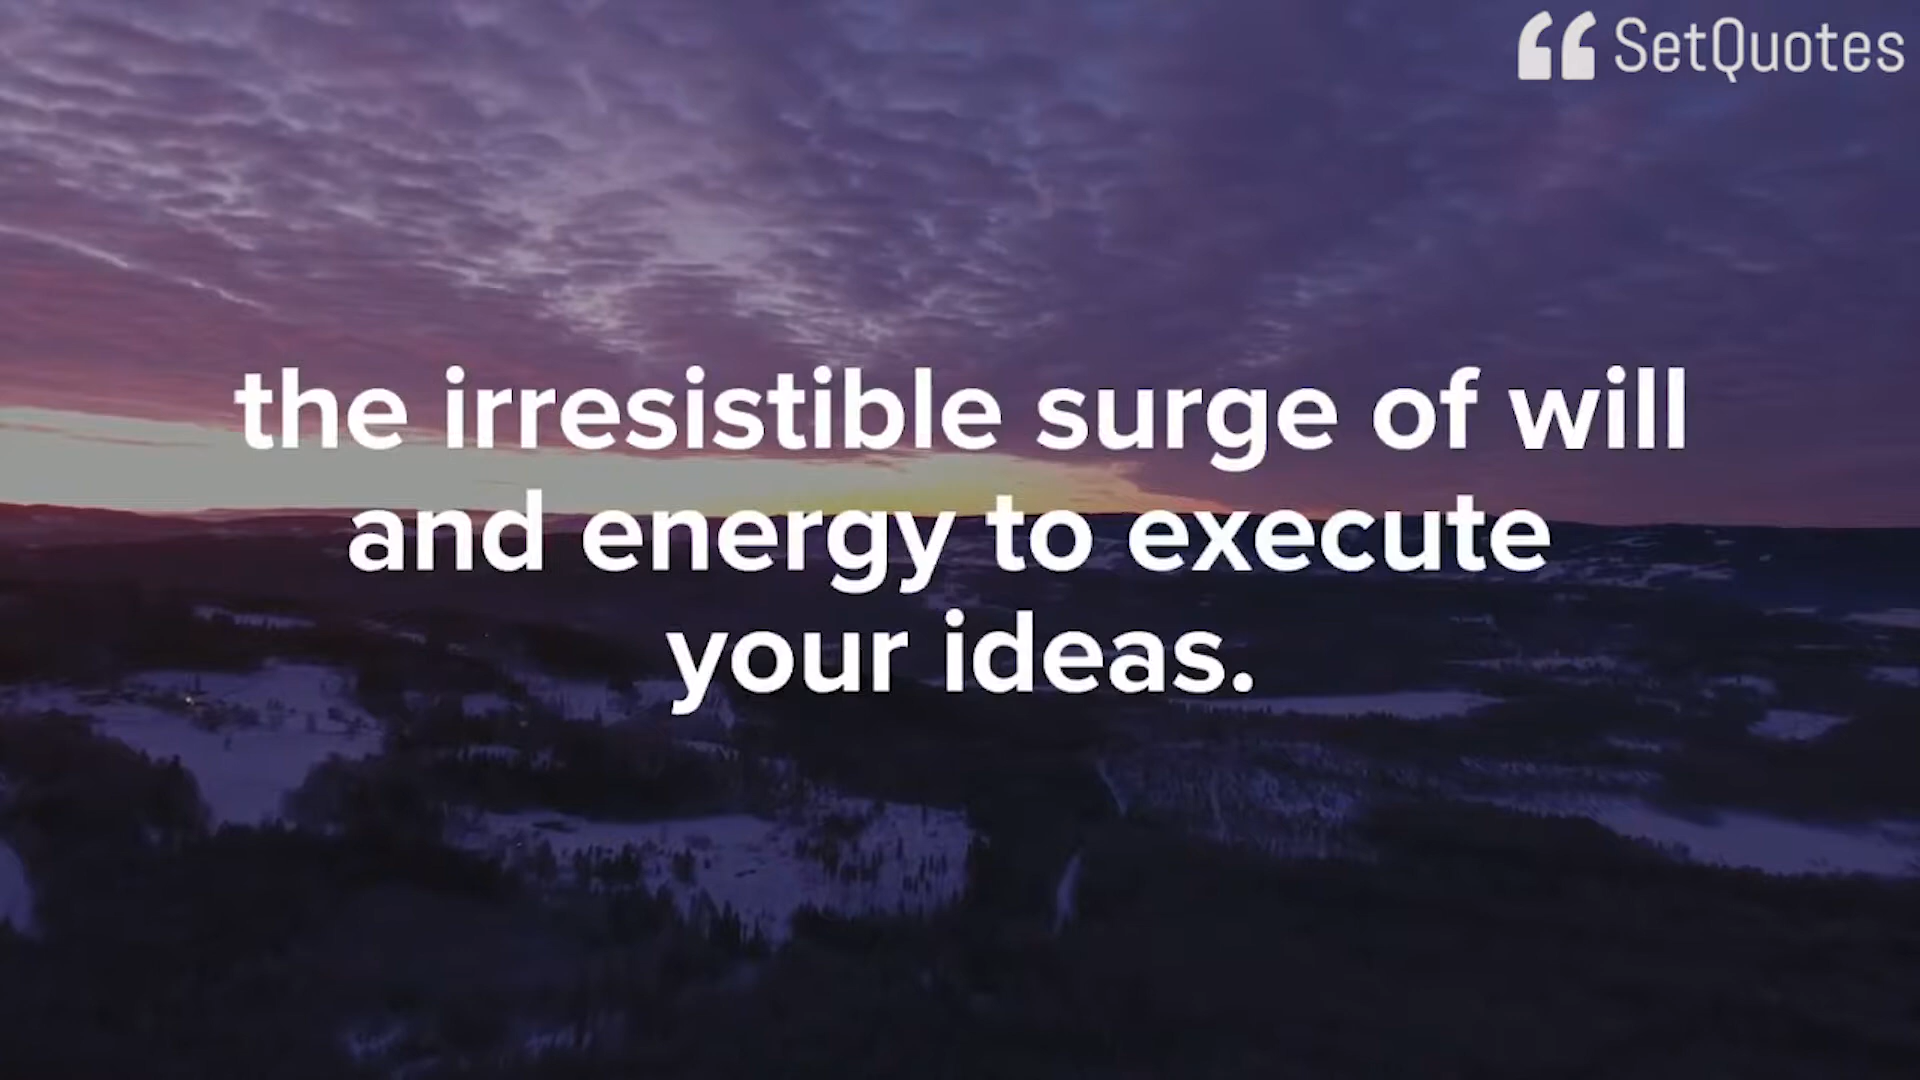 SetQuotes
the irresistible surge of will
and energy to execute
your ideas.